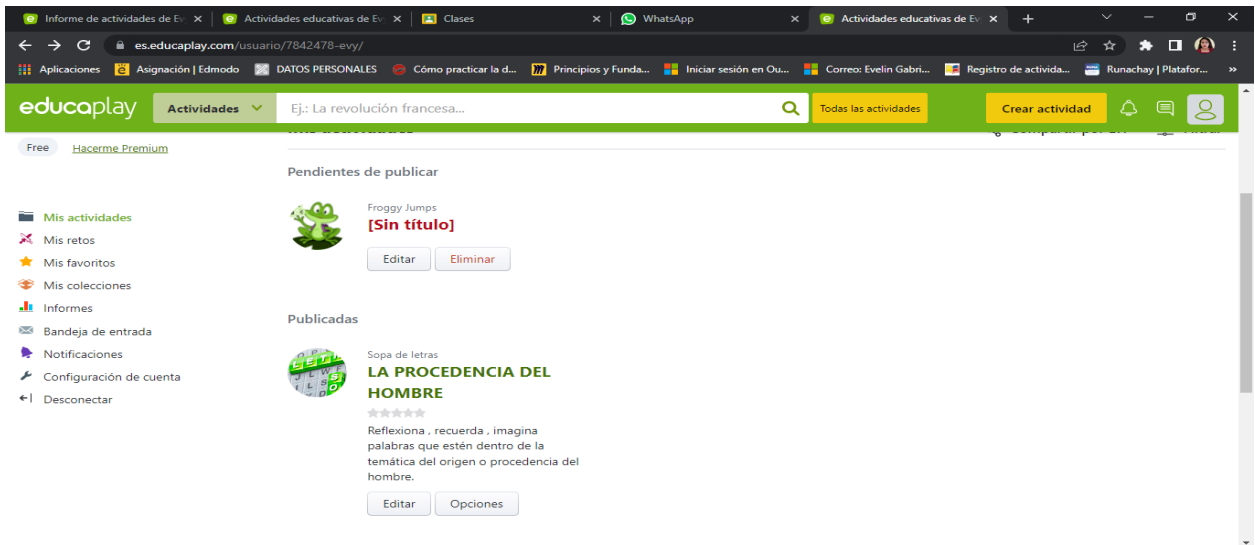 Informe de actividades de Ev
Actividades educativas de Ev
Clases
WhatsApp
Actividades educativas de Ev
es.educaplay.com/usuario/7842478-evy/
Aplicaciones
Asignación | Edmodo
DATOS PERSONALES
Cómo practicar la d...
Principios y Funda...
Iniciar sesión en Ou...
Correo: Evelin Gabri...
Registro de activida...
Runachay | Platafor...
educaplay
Actividades
Ej.: La revolución francesa...
Todas las actividades
Crear actividad
Free
Hacerme Premium
Mis actividades
Mis retos
Mis favoritos
Mis colecciones
Informes
Bandeja de entrada
Notificaciones
Configuración de cuenta
Desconectar
Pendientes de publicar
Froggy Jumps
[Sin título]
Editar
Eliminar
Publicadas
Sopa de letras
LA PROCEDENCIA DEL
HOMBRE
Reflexiona , recuerda , imagina
palabras que estén dentro de la
temática del origen o procedencia del
hombre.
Editar
Opciones